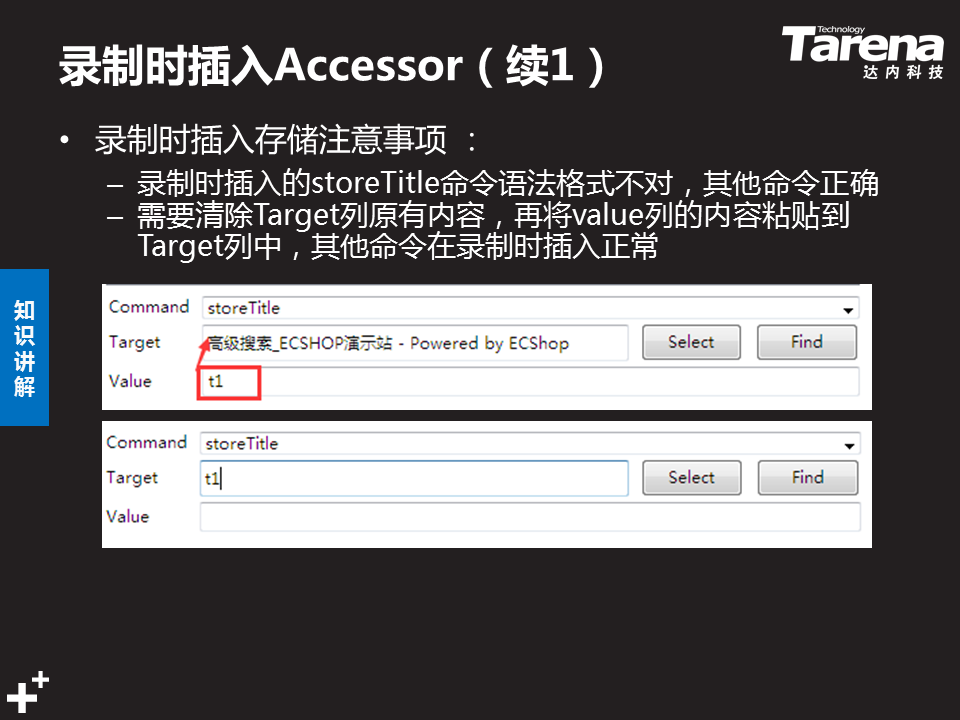 录制时插入Accessor（续1）
Technology
Tarena
达内科技
• 录制时插入存储注意事项 ：
– 录制时插入的storeTitle命令语法格式不对，其他命令正确
– 需要清除Target列原有内容，再将value列的内容粘贴到
Target列中，其他命令在录制时插入正常
知识讲解
Command storeTitle
Target 高级搜索_ECSHOP演示站 - Powered by ECShop Select Find
Value t1
Command storeTitle
Target t1 Select Find
Value